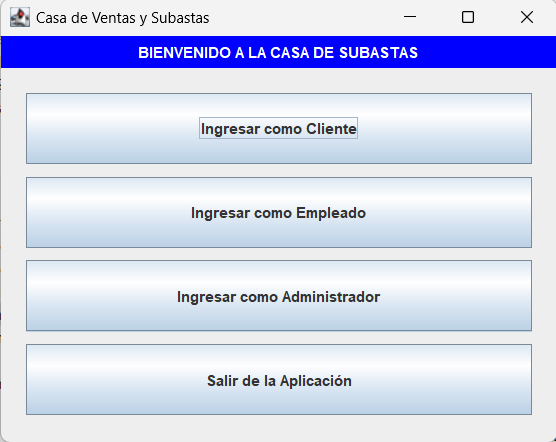 Casa de Ventas y Subastas
BIENVENIDO A LA CASA DE SUBASTAS
Ingresar como Cliente
Ingresar como Empleado
Ingresar como Administrador
Salir de la Aplicación